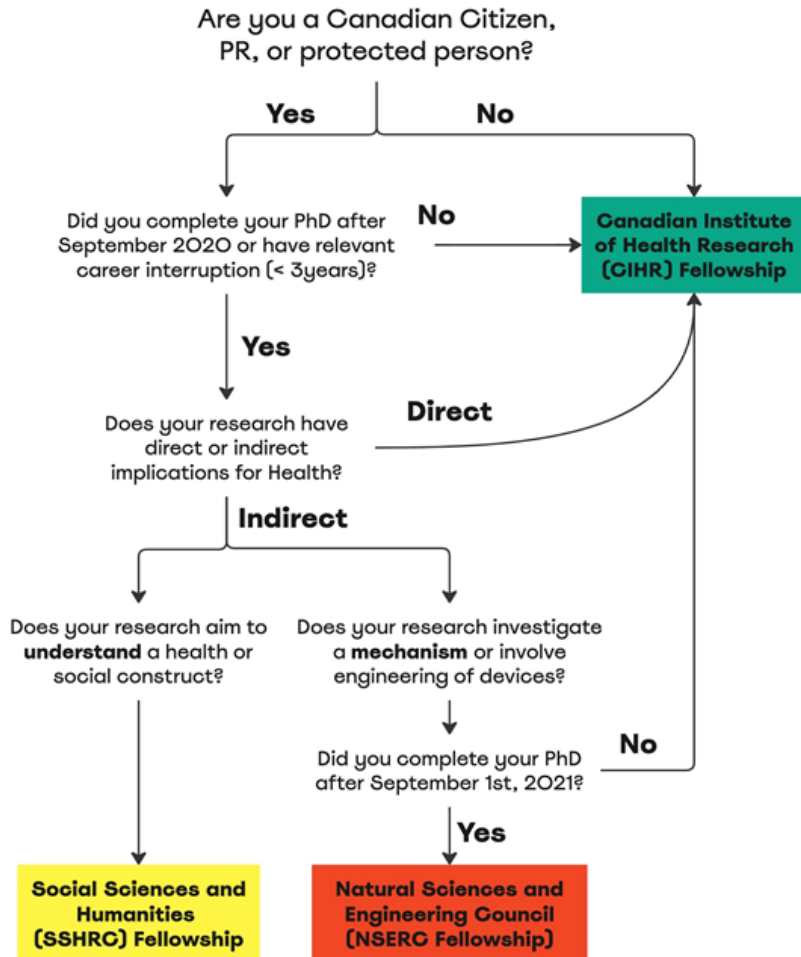 Are you a Canadian Citizen,
PR, or protected person?
Yes
No
Did you complete your PhD after
September 2020 or have relevant
career interruption (< 3years)?
No
Canadian Institute
of Health Research
(CIHR) Fellowship
Yes
Does your research have
direct or indirect
implications for Health?
Direct
Indirect
Does your research aim to
understand a health or
social construct?
Does your research investigate
a mechanism or involve
engineering of devices?
Did you complete your PhD
after September 1st, 2021?
No
Yes
Social Sciences and
Humanities
(SSHRC) Fellowship
Natural Sciences and
Engineering Council
(NSERC Fellowship)